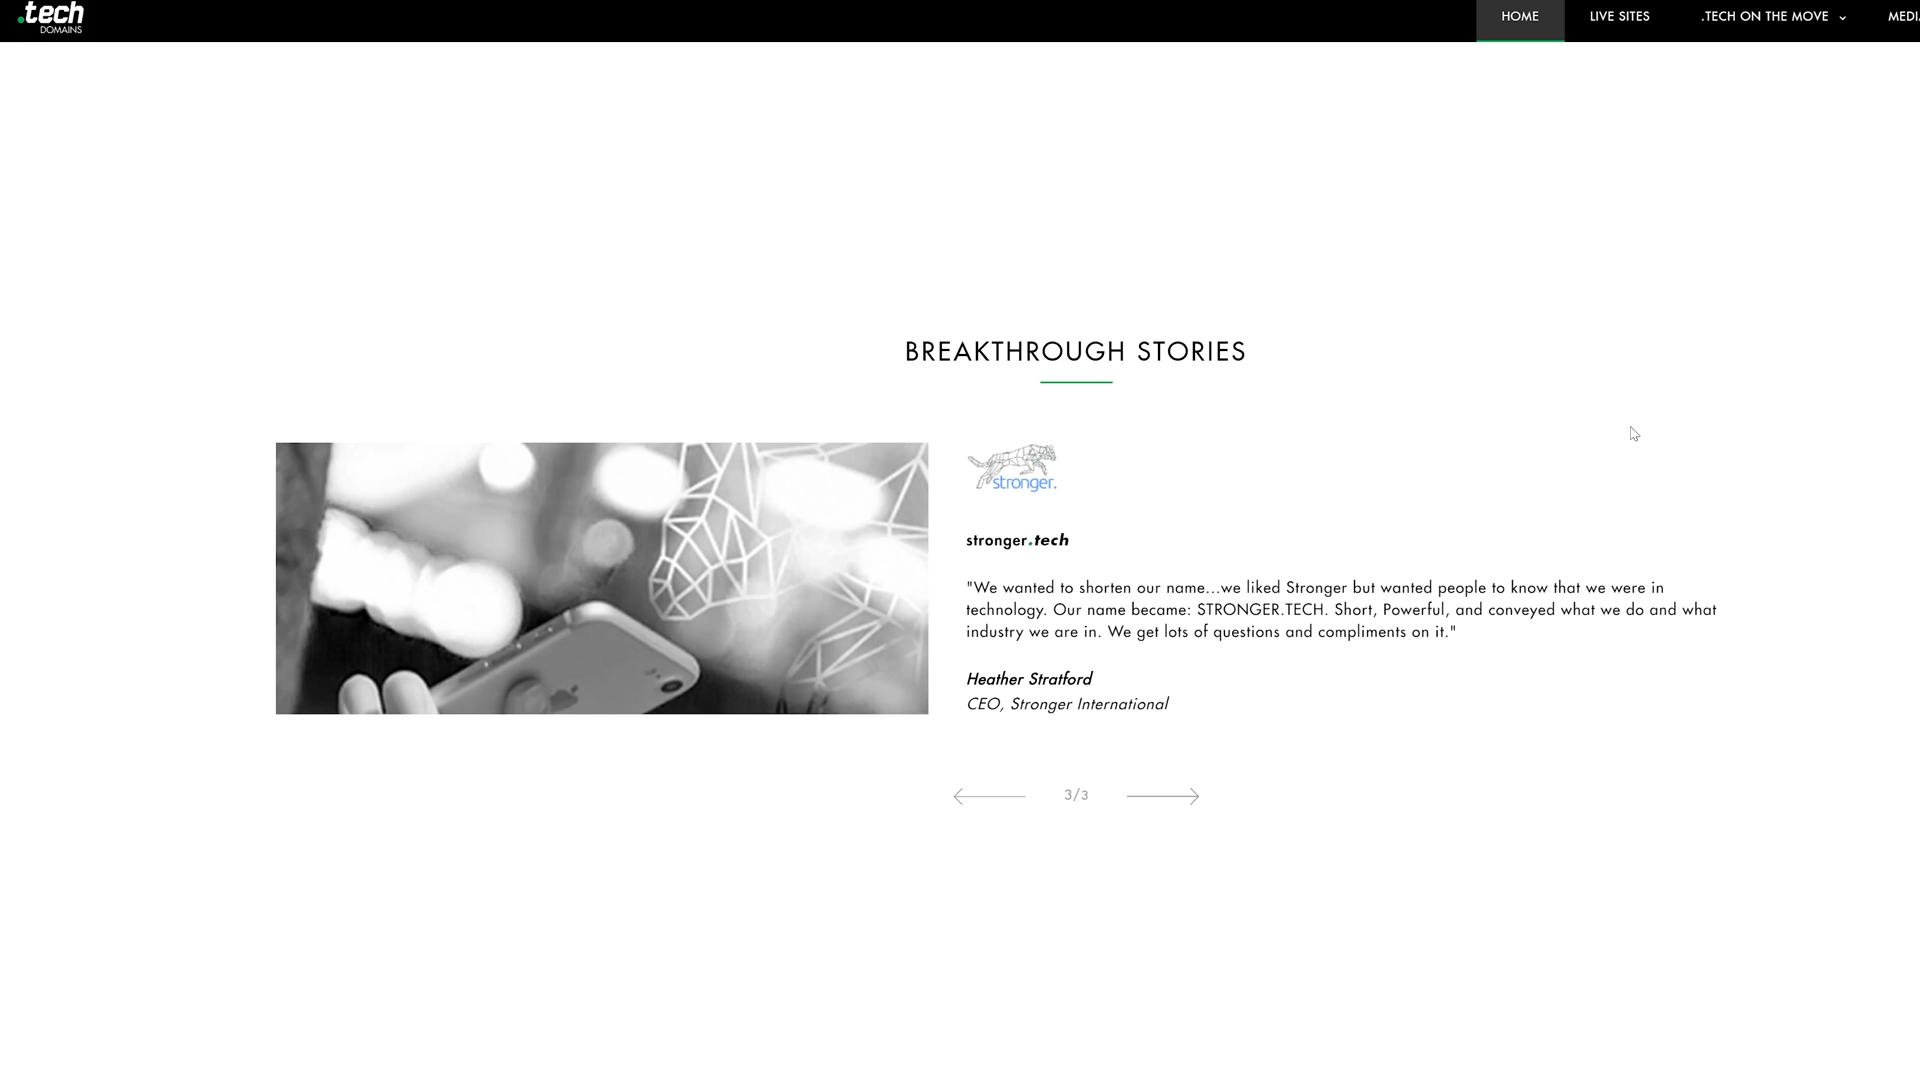 .tech
DOMAINS
HOME
LIVE SITES
.TECH ON THE MOVE
MEDI
BREAKTHROUGH STORIES
stronger.
stronger.tech
"We wanted to shorten our name...we liked Stronger but wanted people to know that we were in
technology. Our name became: STRONGER.TECH. Short, Powerful, and conveyed what we do and what
industry we are in. We get lots of questions and compliments on it."
Heather Stratford
CEO, Stronger International
3/3